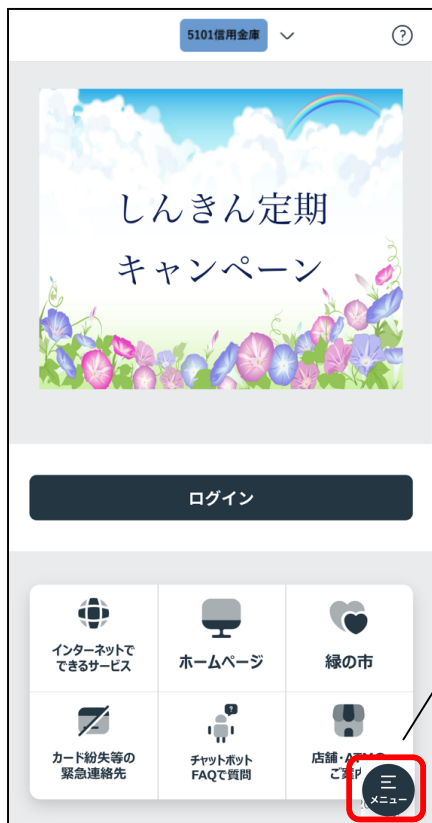 5101信用金庫
?
しんきん定期
キャンペーン
ログイン
インターネットで
できるサービス
ホームページ
緑の市
カード紛失等の
緊急連絡先
?
チャットボット
FAQで質問
店舗・ATMの
ご案内
メニュー